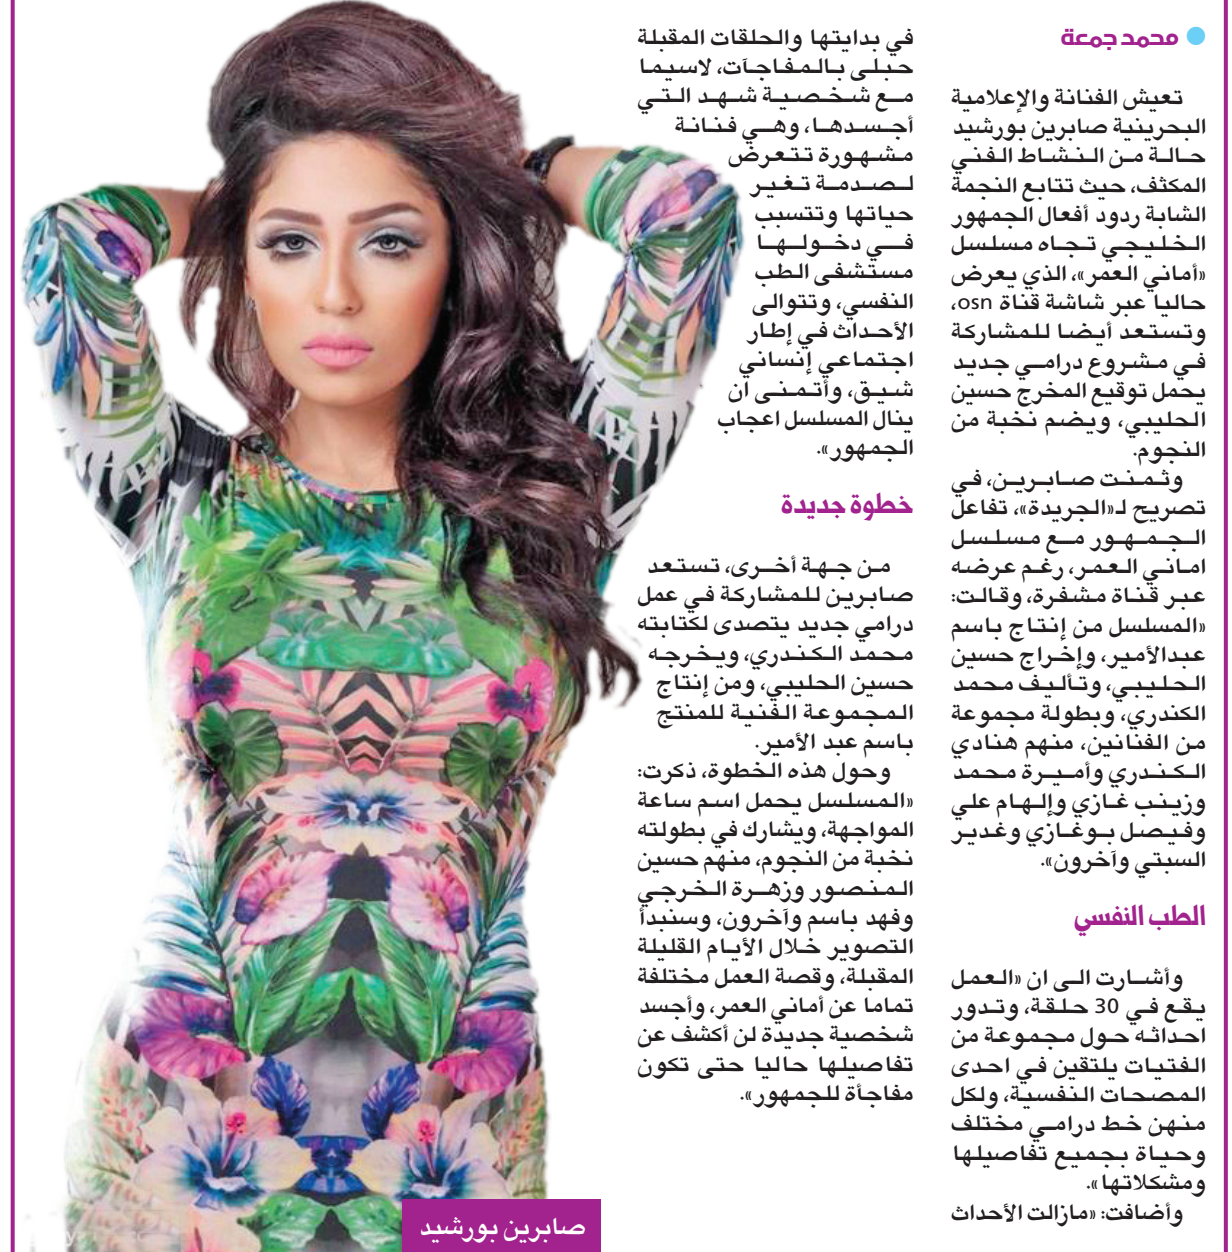 محمد جمعة
تعيش الفنانة والإعلامية
البحرينية صابرين بورشيد
حالة من النشاط الفني
المكثف، حيث تتابع النجمة
الشابة ردود أفعال الجمهور
الخليجي تجاه مسلسل
«أماني العمر»، الذي يعرض
حاليا عبر شاشة قناة osn،
وتستعد أيضا للمشاركة
في مشروع درامي جديد
يحمل توقيع المخرج حسين
الحليبي، ويضم نخبة من
النجوم.
وثمنت صابرين، في
تصريح لـ«الجريدة»، تفاعل
الجمهور مع مسلسل
اماني العمر، رغم عرضه
عبر قناة مشفرة، وقالت:
«المسلسل من إنتاج باسم
عبدالأمير، وإخراج حسين
الحليبي، وتأليف محمد
الكندري، وبطولة مجموعة
من الفنانين، منهم هنادي
الكندري وأميرة محمد
وزينب غازي وإلهام علي
وفيصل بوغازي وغدير
السبتي وآخرون».
الطب النفسي
وأشارت الى ان «العمل
يقع في 30 حلقة، وتدور
احداثه حول مجموعة من
الفتيات يلتقين في احدى
المصحات النفسية، ولكل
منهن خط درامي مختلف
وحياة بجميع تفاصيلها
ومشكلاتها».
وأضافت: «مازالت الأحداث
في بدايتها والحلقات المقبلة
حبلى بالمفاجآت، لاسيما
مع شخصية شهد التي
أجسدها، وهي فنانة
مشهورة تتعرض
لصدمة تغير
حياتها وتتسبب
في دخولها
مستشفى الطب
النفسي، وتتوالى
الأحداث في إطار
اجتماعي إنساني
شيق، وأتمنى ان
ينال المسلسل اعجاب
الجمهور».
خطوة جديدة
من جهة أخرى، تستعد
صابرين للمشاركة في عمل
درامي جديد يتصدى لكتابته
محمد الكندري، ويخرجه
حسين الحليبي، ومن إنتاج
المجموعة الفنية للمنتج
باسم عبد الأمير.
وحول هذه الخطوة، ذكرت:
«المسلسل يحمل اسم ساعة
المواجهة، ويشارك في بطولته
نخبة من النجوم، منهم حسين
المنصور وزهرة الخرجي
وفهد باسم وآخرون، وسنبدأ
التصوير خلال الأيام القليلة
المقبلة، وقصة العمل مختلفة
تماما عن أماني العمر، وأجسد
شخصية جديدة لن أكشف عن
تفاصيلها حاليا حتى تكون
مفاجأة للجمهور».
صابرين بورشيد